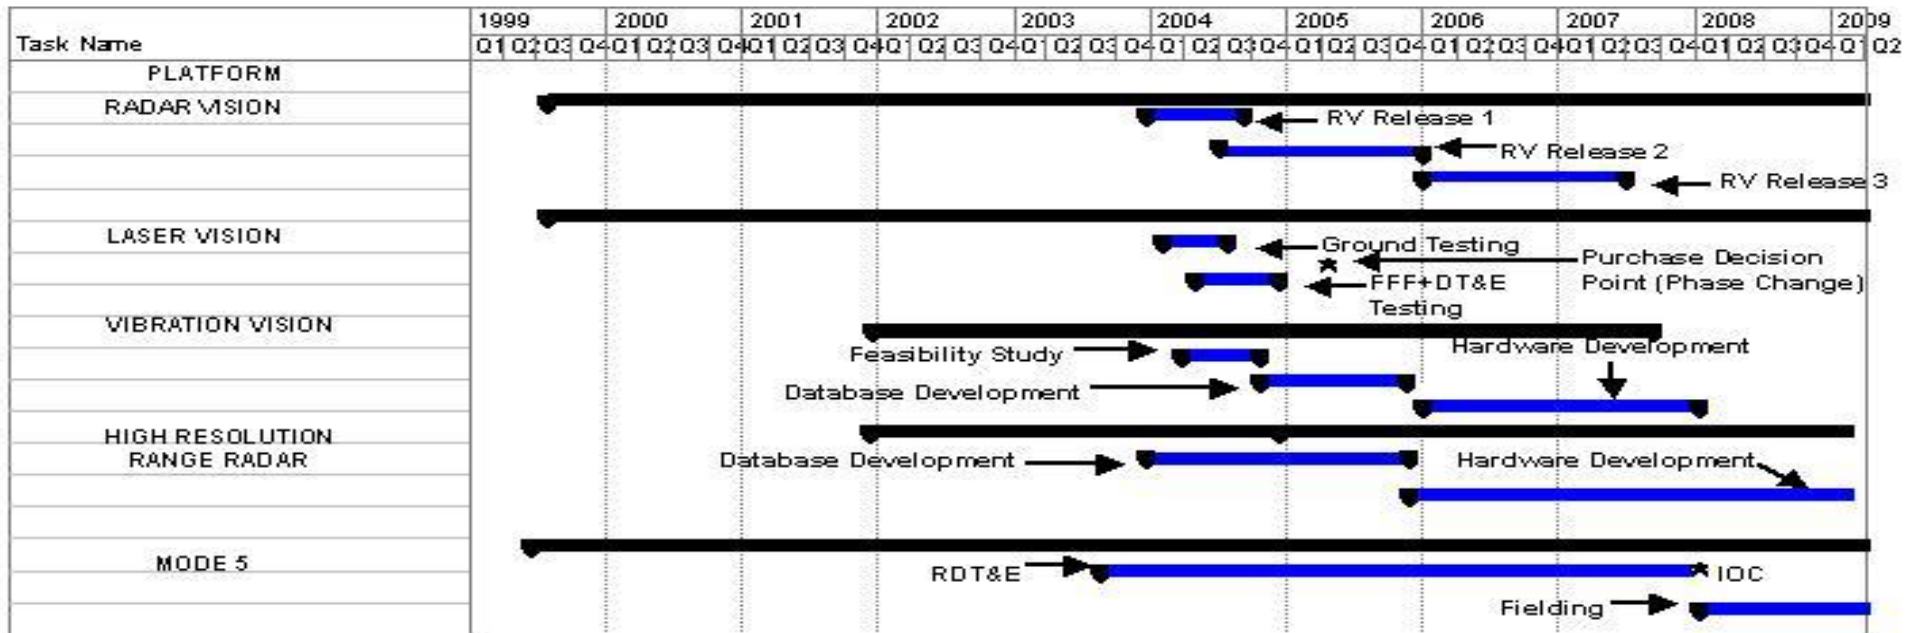 1999 2000 2001 2002 2003 2004 2005 2006 2007 2008 2009
Task Name Q1 Q2 Q3 Q4 Q1 Q2 Q3 Q4 Q1 Q2 Q3 Q4 Q1 Q2 Q3 Q4 Q1 Q2 Q3 Q4 Q1 Q2 Q3 Q4 Q1 Q2 Q3 Q4 Q1 Q2 Q3 Q4 Q1 Q2 Q3 Q4 Q1 Q2 Q3 Q4 Q1 Q2
PLATFORM
RADAR VISION
RV Release 1
RV Release 2
RV Release 3
LASER VISION
Ground Testing
Purchase Decision
Point (Phase Change)
FFF+DT&E
Testing
VIBRATION VISION
Feasibility Study
Hardware Development
Database Development
HIGH RESOLUTION
RANGE RADAR
Database Development
Hardware Development
MODE 5
RDT&E
IOC
Fielding